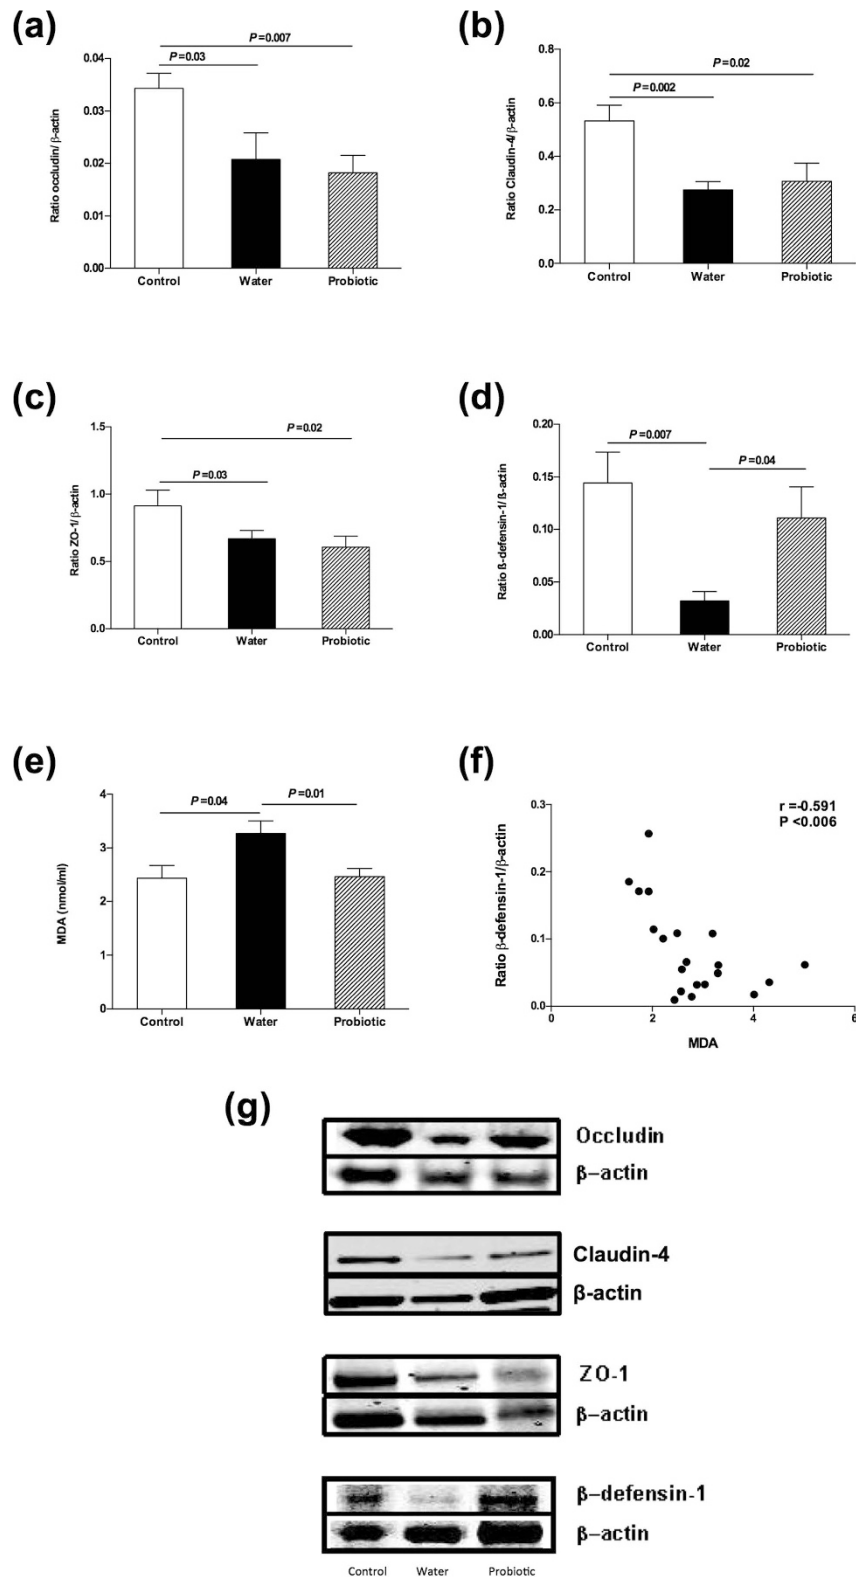 (a)
P=0.007
P=0.03
Ratio occludin/β-actin
0.04
0.03
0.02
0.01
0.00
Control Water Probiotic
(b)
P=0.02
P=0.002
Ratio Claudin-4/β-actin
0.8
0.6
0.4
0.2
0.0
Control Water Probiotic
(c)
P=0.02
P=0.03
Ratio ZO-1/β-actin
1.5
1.0
0.5
0.0
Control Water Probiotic
(d)
P=0.007
P=0.04
Ratio ß-defensin-1/ß-actin
0.20
0.15
0.10
0.05
0.00
Control Water Probiotic
(e)
P=0.04
P=0.01
MDA (nmol/ml)
4
3
2
1
0
Control Water Probiotic
(f)
r =-0.591
P <0.006
Ratio β-defensin-1/β-actin
0.3
0.2
0.1
0.0
0 2 4 6
MDA
(g)
Occludin
β–actin
Claudin-4
β-actin
ZO-1
β–actin
β–defensin-1
β–actin
Control Water Probiotic